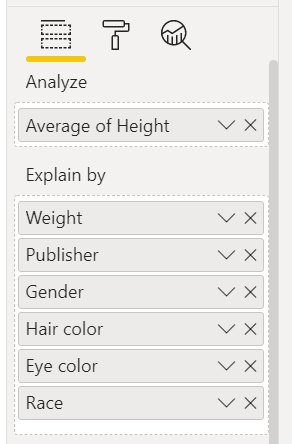 Analyze
Average of Height
Explain by
Weight
Publisher
Gender
Hair color
Eye color
Race